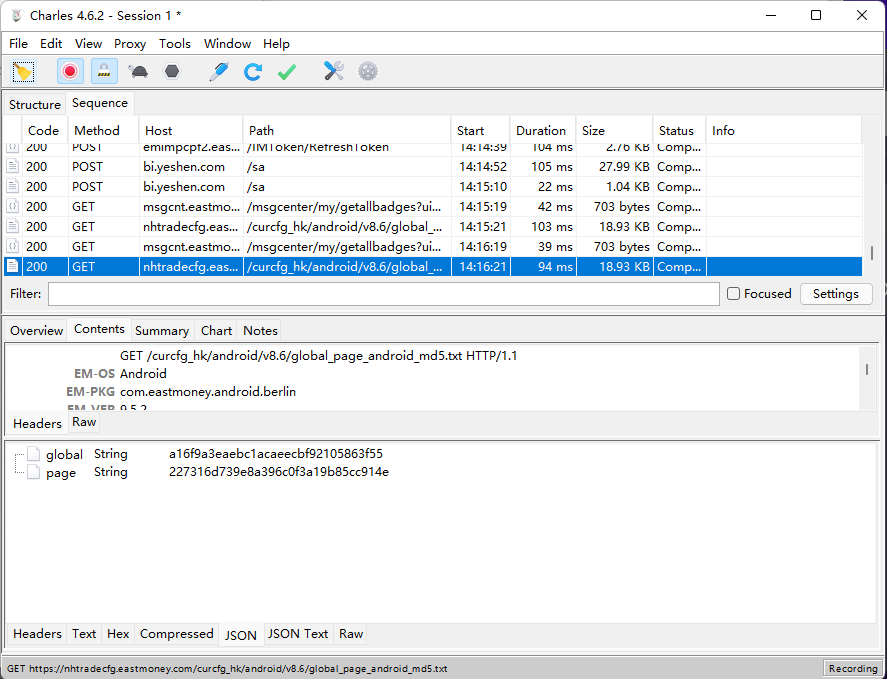 Charles 4.6.2 - Session 1 *
File Edit View Proxy Tools Window Help
Structure Sequence
Code Method Host Path Start Duration Size Status Info
200 POST emimpcpf2.eas... /IMToken/RefreshToken 14:14:39 104 ms 2.76 KB Comp...
200 POST bi.yeshen.com /sa 14:14:52 105 ms 27.99 KB Comp...
200 POST bi.yeshen.com /sa 14:15:10 22 ms 1.04 KB Comp...
200 GET msgcnt.eastmo... /msgcenter/my/getallbadges?ui... 14:15:19 42 ms 703 bytes Comp...
200 GET nhtradecfg.eas... /curcfg_hk/android/v8.6/global_... 14:15:21 103 ms 18.93 KB Comp...
200 GET msgcnt.eastmo... /msgcenter/my/getallbadges?ui... 14:16:19 39 ms 703 bytes Comp...
200 GET nhtradecfg.eas... /curcfg_hk/android/v8.6/global_... 14:16:21 94 ms 18.93 KB Comp...
Filter: Focused Settings
Overview Contents Summary Chart Notes
GET /curcfg_hk/android/v8.6/global_page_android_md5.txt HTTP/1.1
EM-OS Android
EM-PKG com.eastmoney.android.berlin
EM-VER 9.5.2
Headers Raw
global String a16f9a3eaebc1acaeecbf92105863f55
page String 227316d739e8a396c0f3a19b85cc914e
Headers Text Hex Compressed JSON JSON Text Raw
GET https://nhtradecfg.eastmoney.com/curcfg_hk/android/v8.6/global_page_android_md5.txt Recording